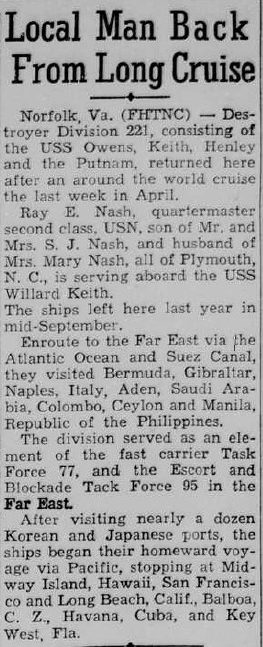 Local Man Back
From Long Cruise
Norfolk, Va. (FHTNC) — Des-
troyer Division 221, consisting of
the USS Owens, Keith, Henley
and the Putnam, returned here
after an around the world cruise
the last week in April.
Ray E. Nash, quartermaster
second class, USN, son of Mr. and
Mrs. S. J. Nash, and husband of
Mrs. Mary Nash, all of Plymouth,
N. C., is serving aboard the USS
Willard Keith.
The ships left here last year in
mid-September.
Enroute to the Far East via the
Atlantic Ocean and Suez Canal,
they visited Bermuda, Gibraltar,
Naples, Italy, Aden, Saudi Ara-
bia, Colombo, Ceylon and Manila,
Republic of the Philippines.
The division served as an ele-
ment of the fast carrier Task
Force 77, and the Escort and
Blockade Tack Force 95 in the
Far East.
After visiting nearly a dozen
Korean and Japanese ports, the
ships began their homeward voy-
age via Pacific, stopping at Mid-
way Island, Hawaii, San Francis-
co and Long Beach, Calif., Balboa,
C. Z., Havana, Cuba, and Key
West, Fla.